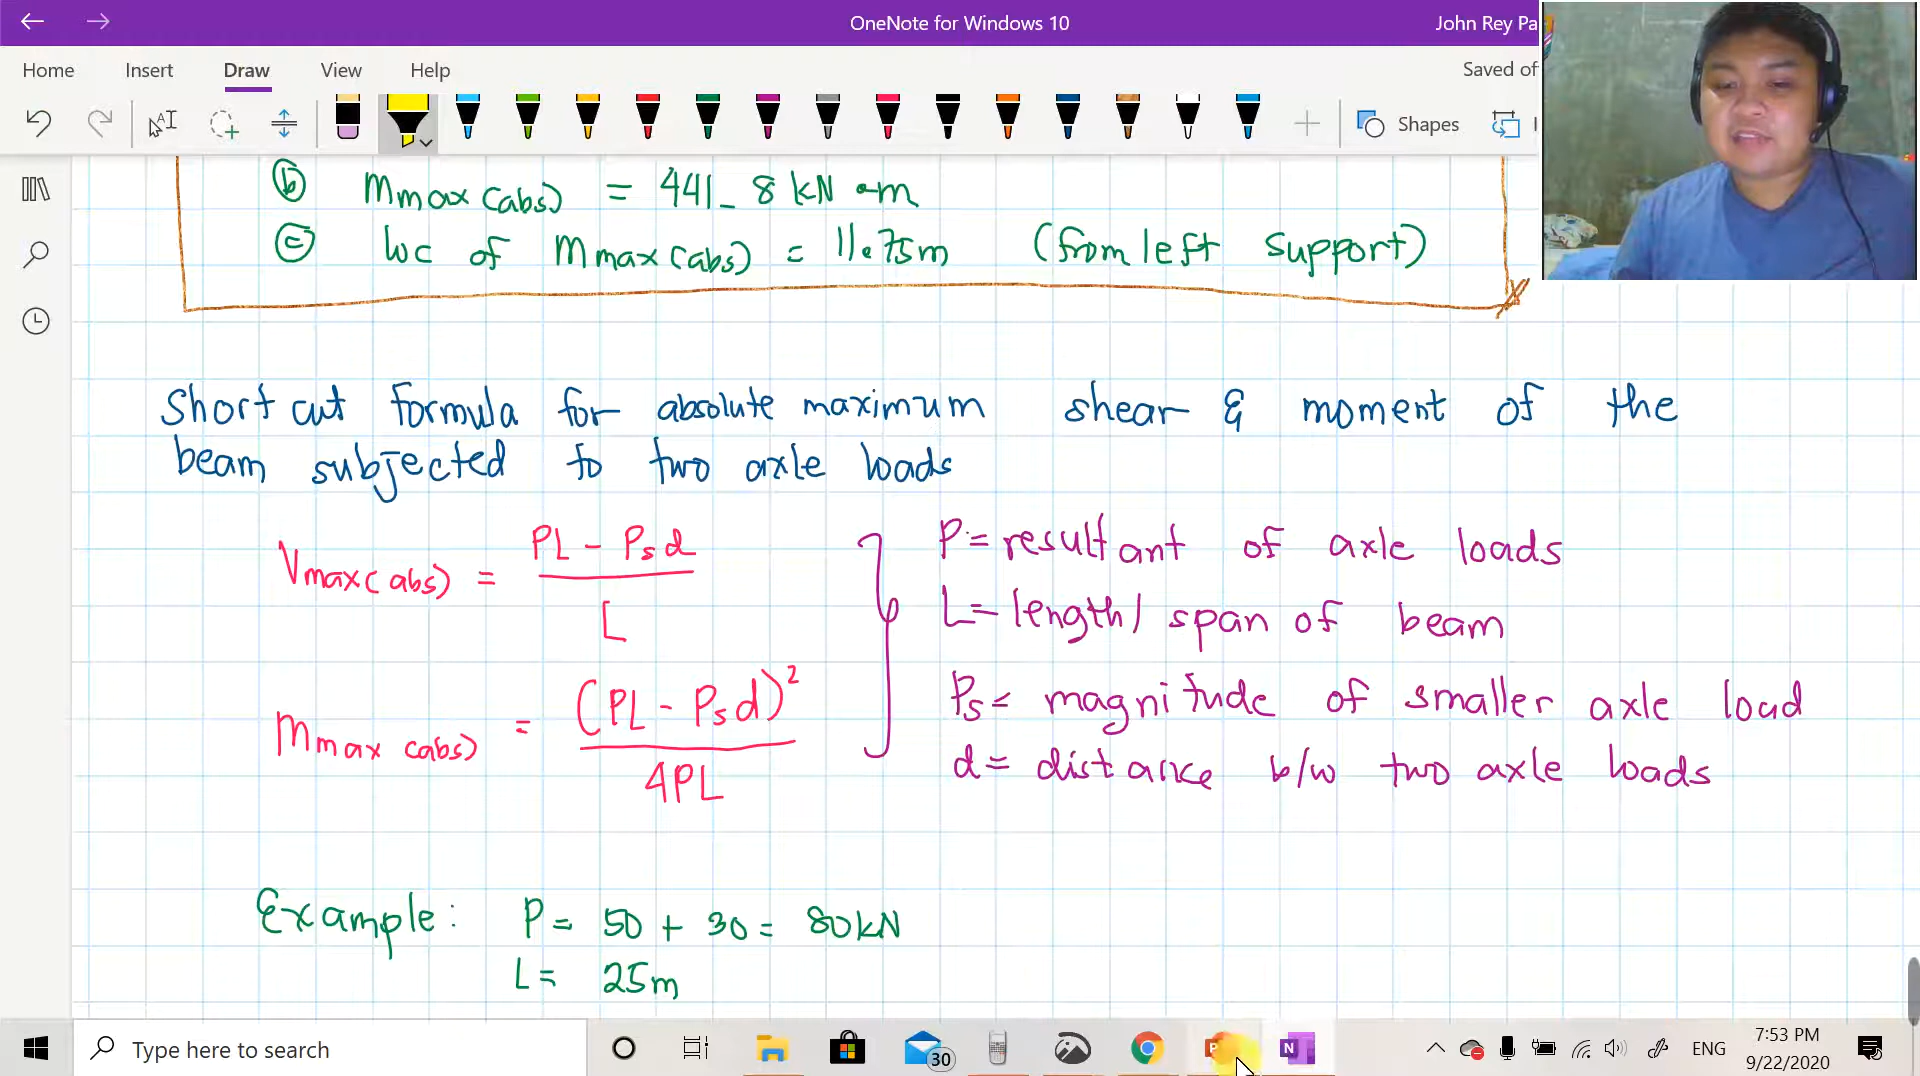 OneNote for Windows 10
John Rey Pa
Home Insert Draw View Help
Saved of
Shapes
b Mmax(abs) = 441_8 kN-m
c loc of Mmax(abs) = 11.75m (from left support)
Short cut formula for absolute maximum shear & moment of the
beam subjected to two axle loads
Vmax(abs) = PL - Psd / L
Mmax(abs) = (PL - Psd)² / 4PL
P = resultant of axle loads
L = length/span of beam
Ps = magnitude of smaller axle load
d = distance b/w two axle loads
Example: P = 50 + 30 = 80kN
L = 25m
Type here to search
30
ENG
7:53 PM
9/22/2020